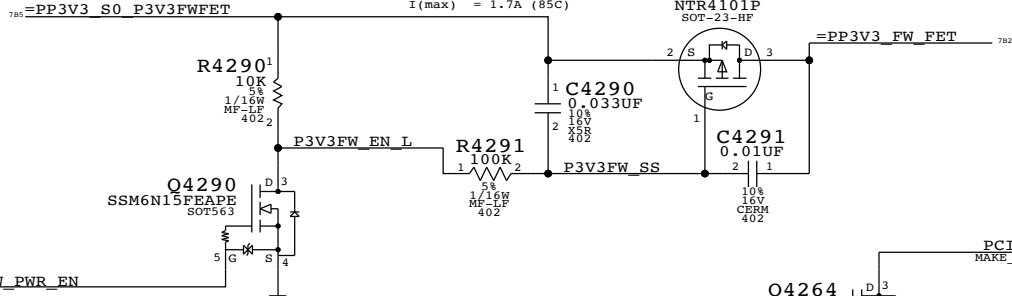 I(max) = 1.7A (85C)
NTR4101P
SOT-23-HF
7B5
=PP3V3_S0_P3V3FWFET
=PP3V3_FW_FET
7B2
2 S D 3
G
1
R4290
1
10K
5%
1/16W
MF-LF
402
2
C4290
1
0.033UF
10%
16V
X5R
402
2
P3V3FW_EN_L
R4291
1 100K 2
5%
1/16W
MF-LF
402
P3V3FW_SS
C4291
0.01UF
2 1
10%
16V
CERM
402
Q4290
SSM6N15FEAPE
SOT563
D 3
5 G S 4
_PWR_EN
PCI
MAKE_
Q4264
D 3